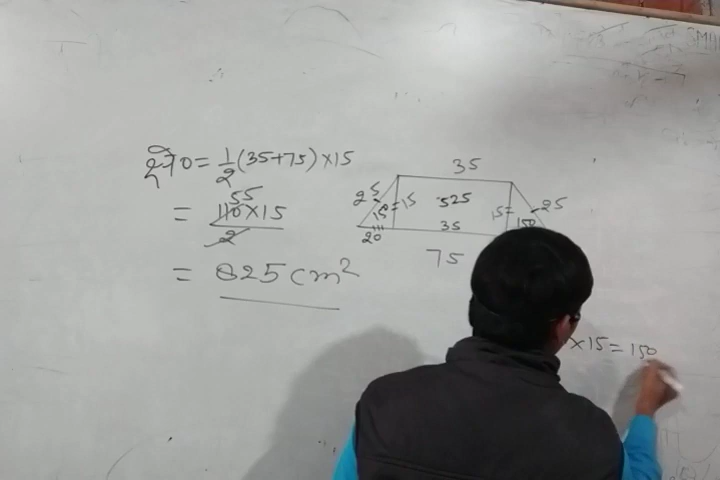 क्षे०फ० = 1/2 (35+75)×15
55
= 110×15/2
= 825 cm²
35
25 15 =15 525 15= 25
20 35 150
75
×15=150